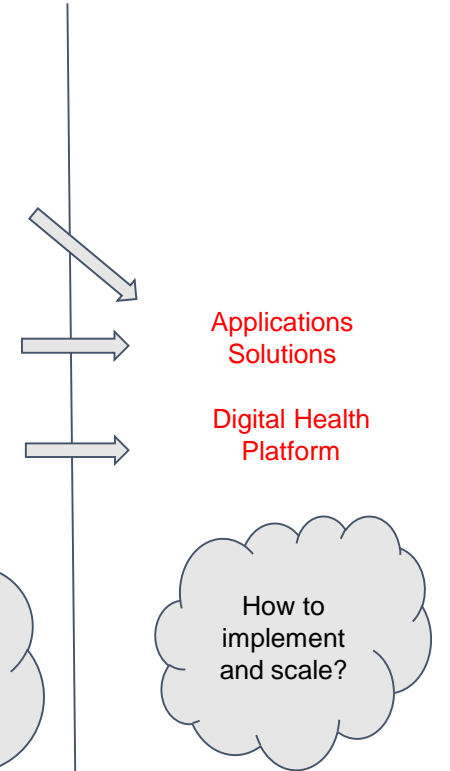 Applications
Solutions
Digital Health
Platform
How to
implement
and scale?